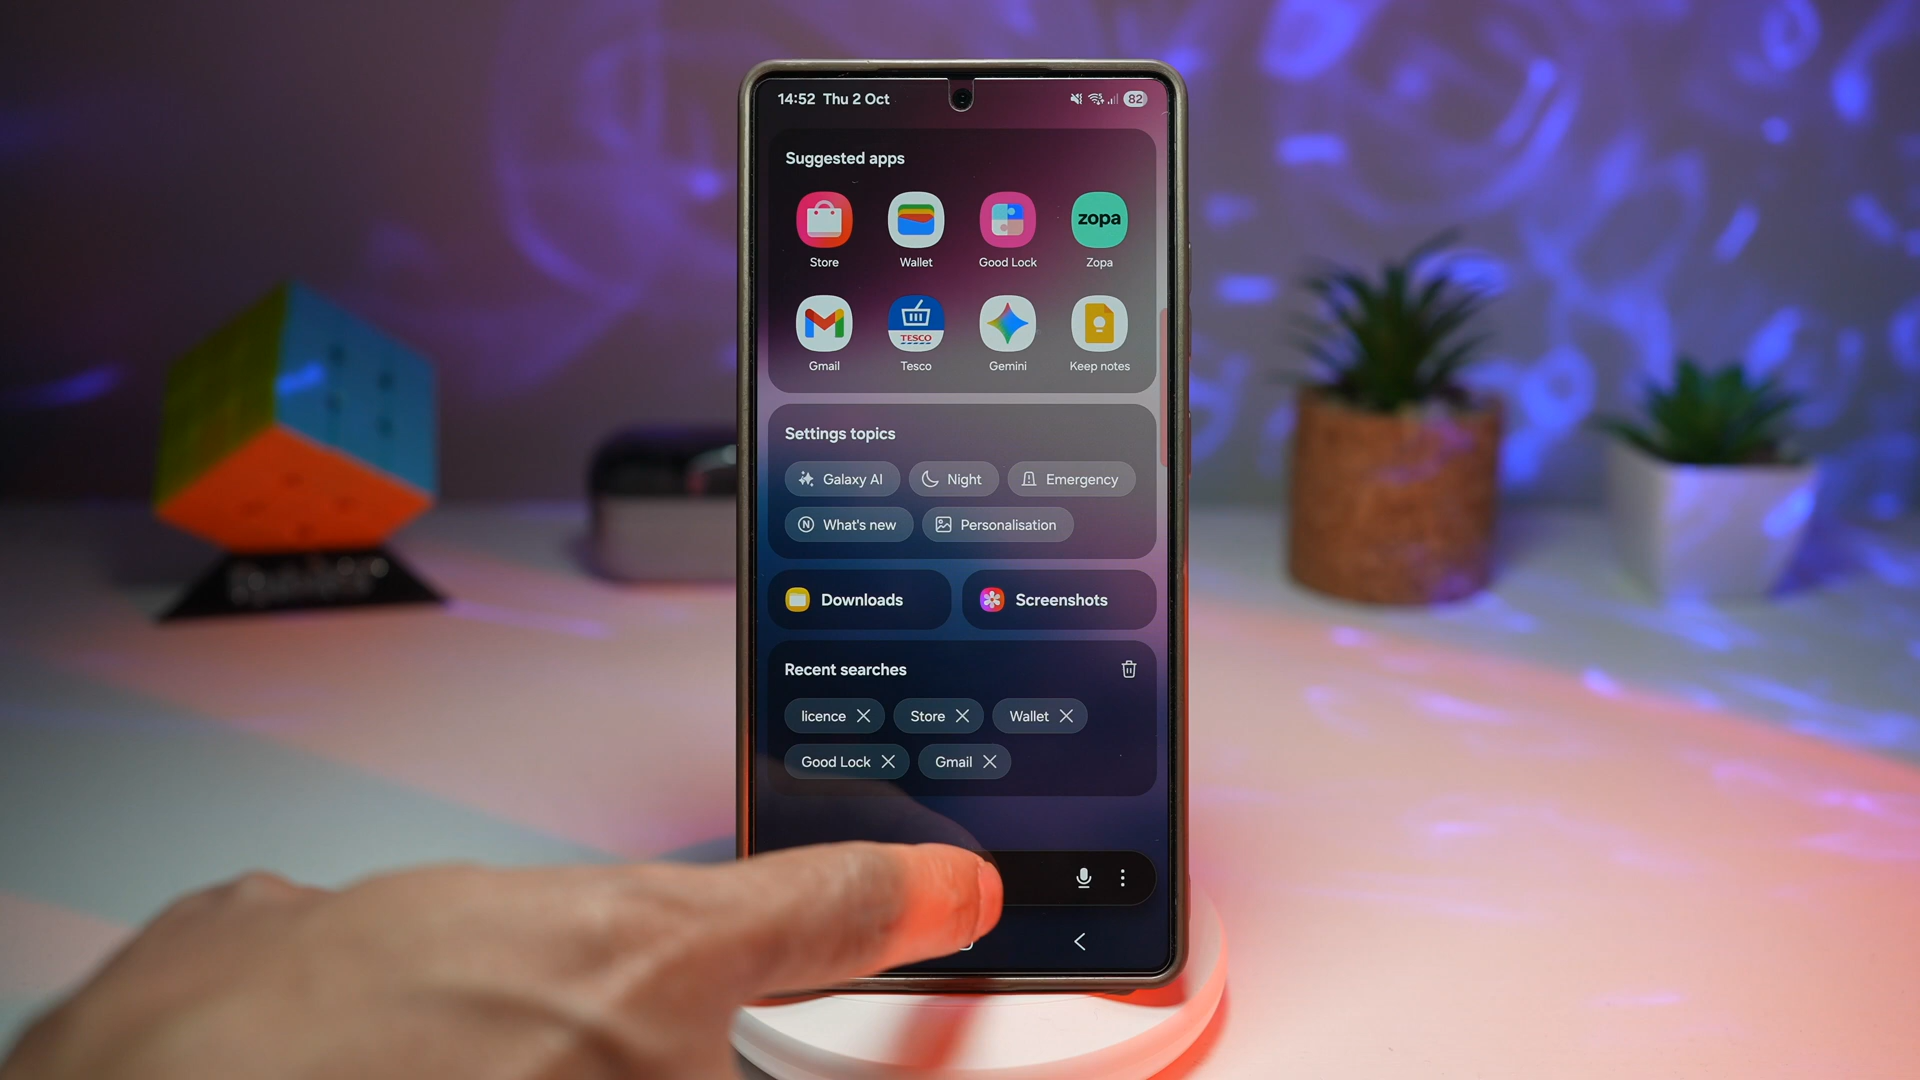 14:52 Thu 2 Oct
82
Suggested apps
zopa
Store Wallet Good Lock Zopa
TESCO
Gmail Tesco Gemini Keep notes
Settings topics
Galaxy AI Night Emergency
N What's new Personalisation
Downloads Screenshots
Recent searches
licence Store Wallet
Good Lock Gmail